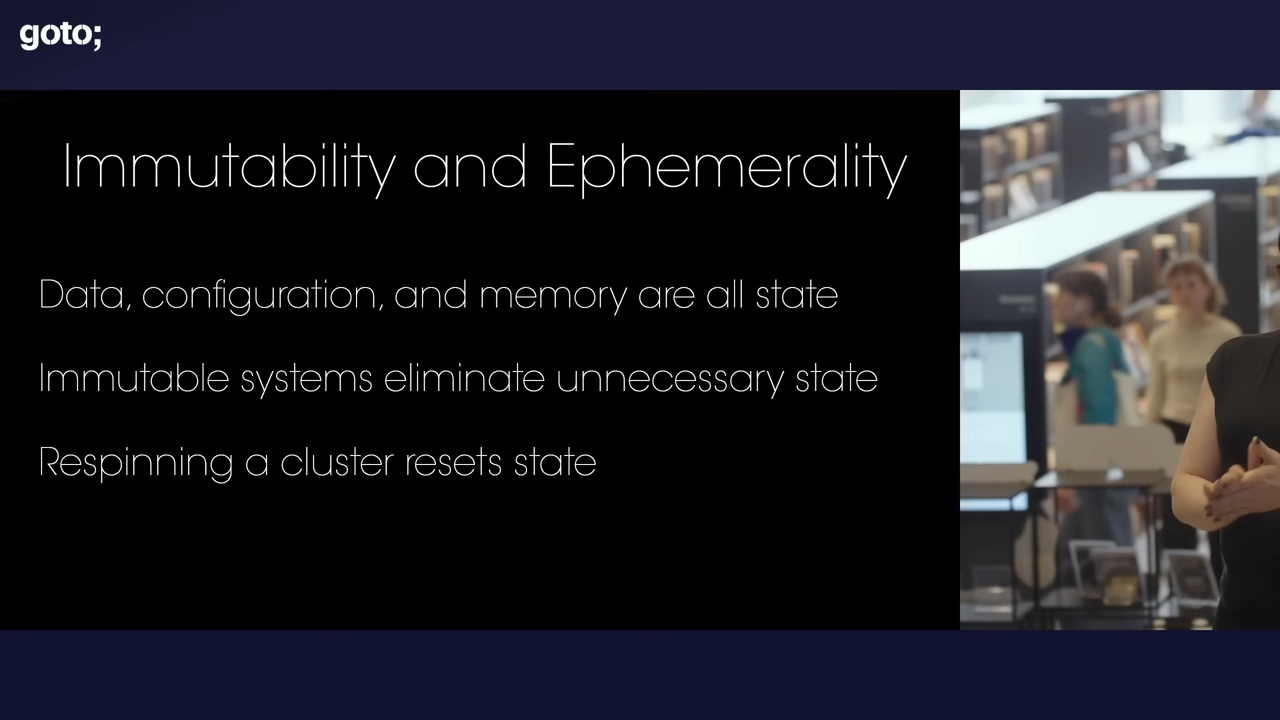 goto;
Immutability and Ephemerality
Data, configuration, and memory are all state
Immutable systems eliminate unnecessary state
Respinning a cluster resets state